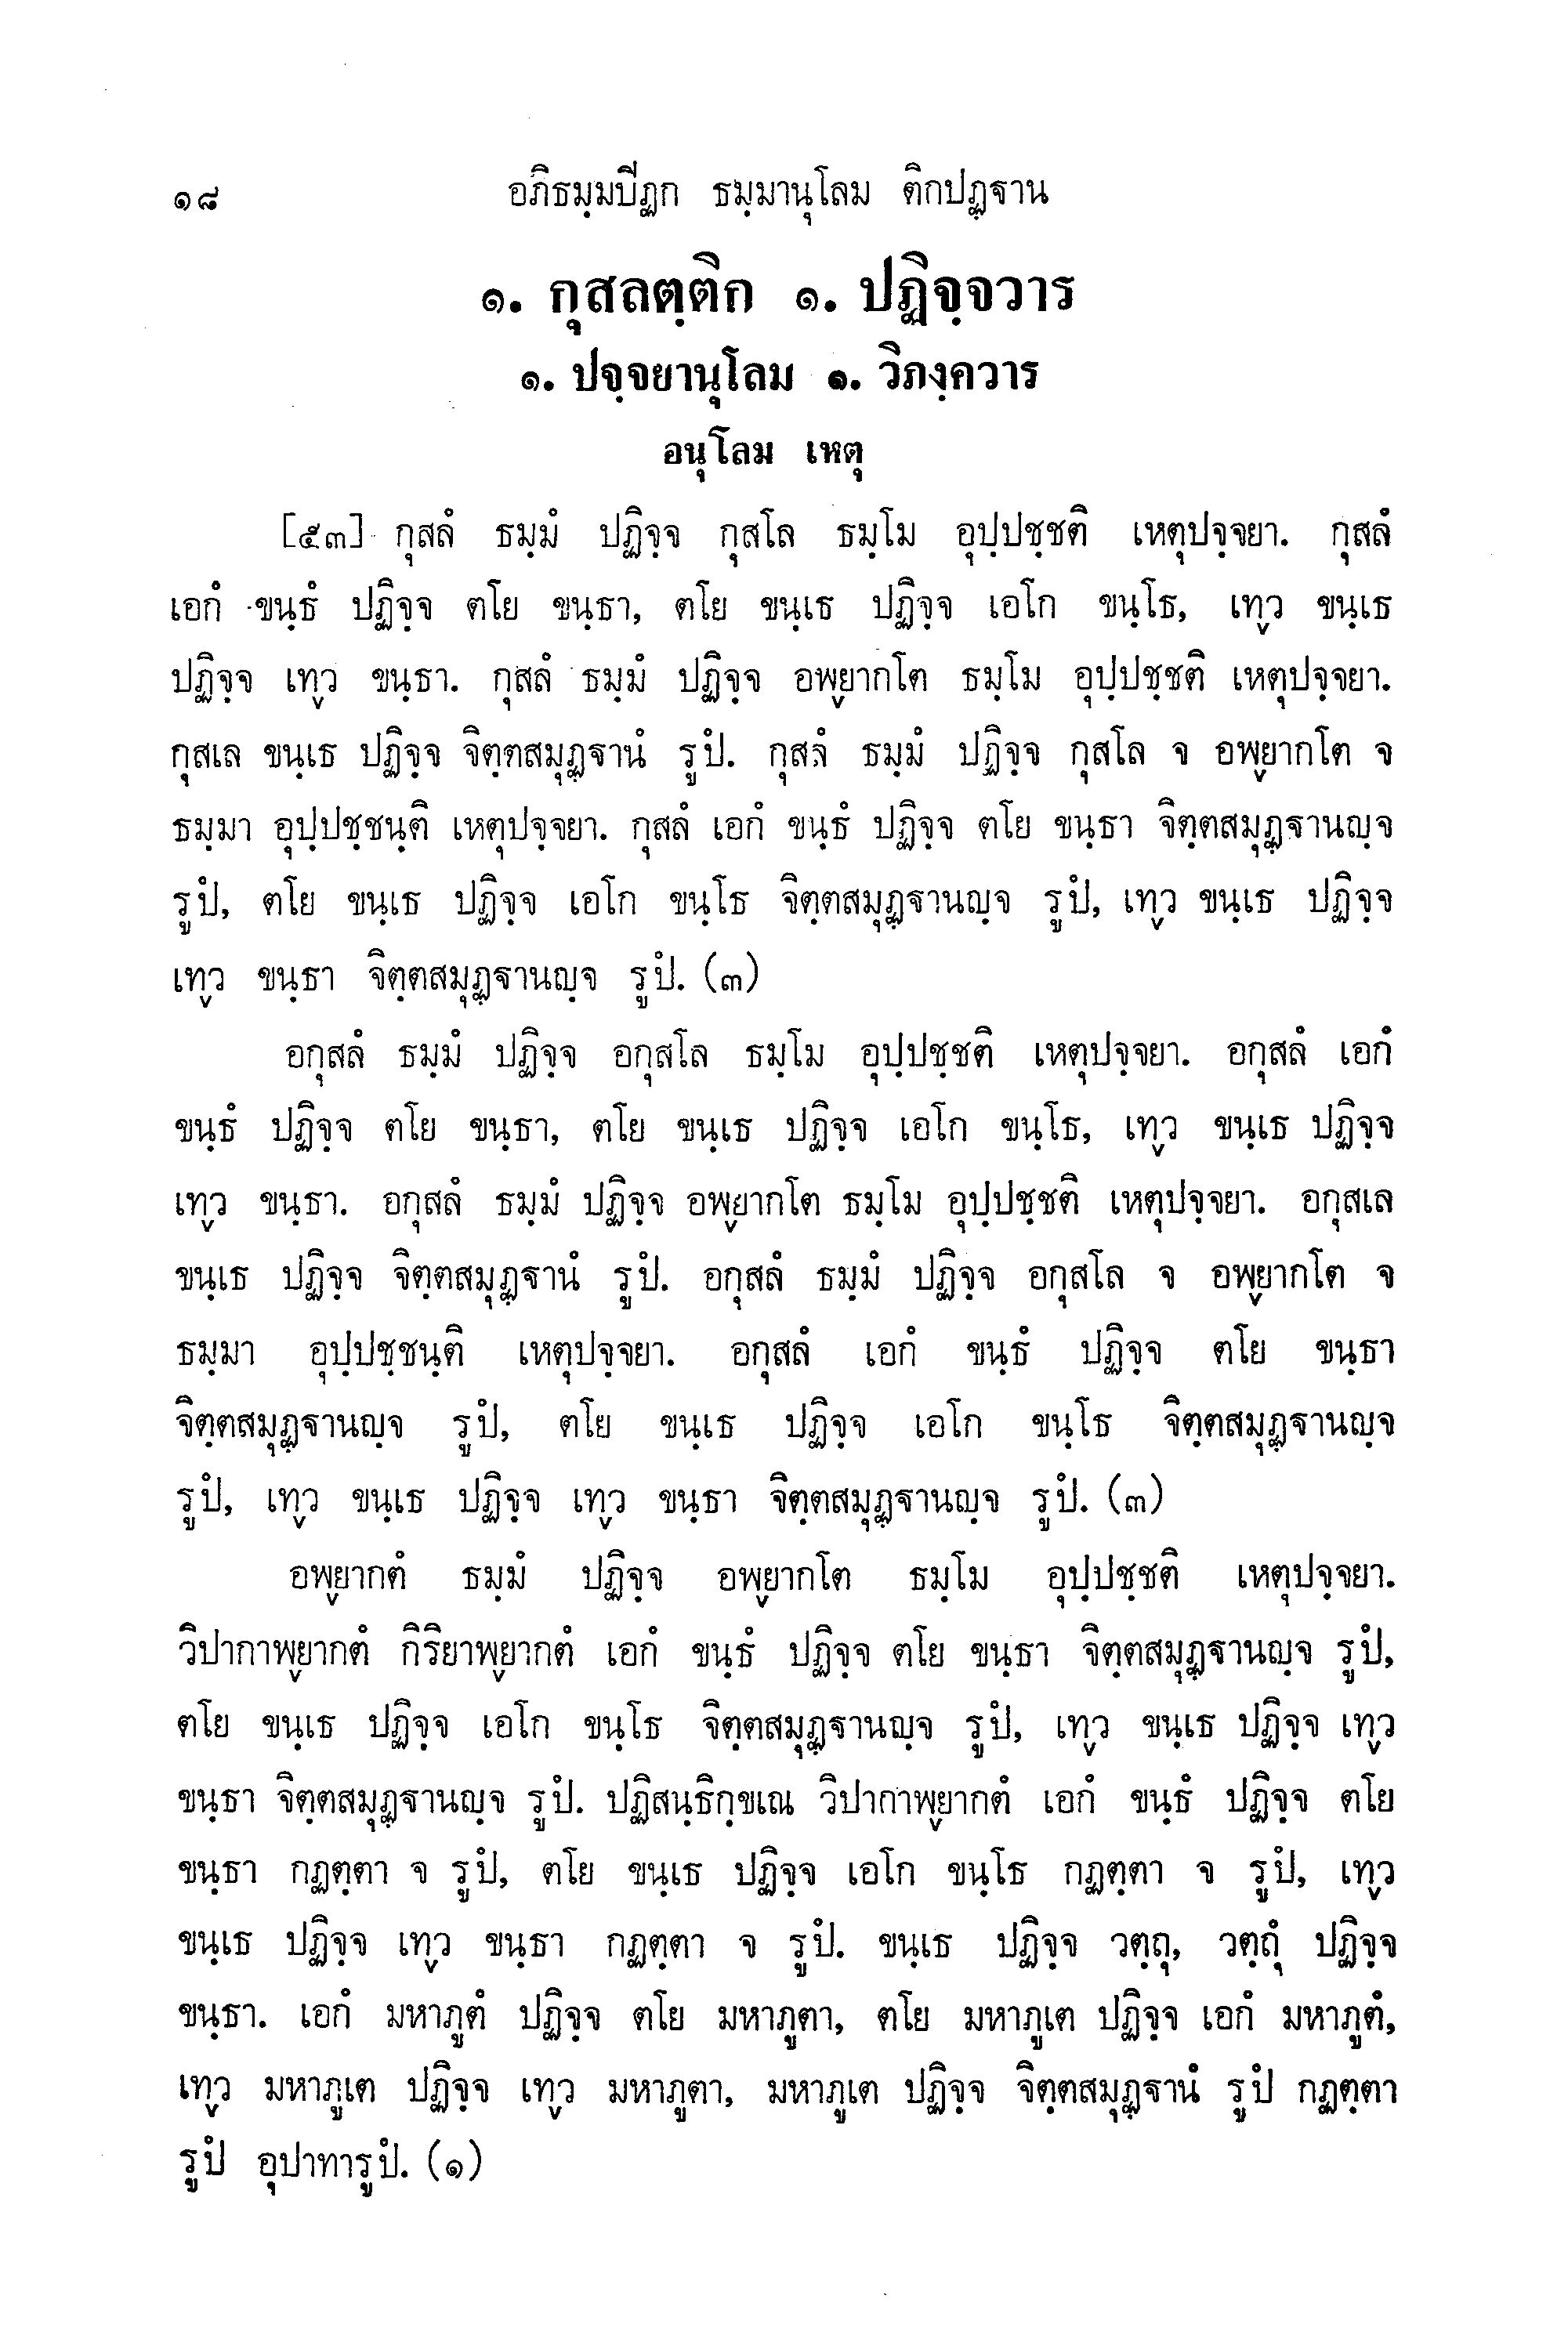 ๑๘ อภิธมฺมปิฏก ธมฺมานุโลม ติกปฏฺฐาน
๑. กุสลตฺติก ๑. ปฏิจฺจวาร
๑. ปจฺจยานุโลม ๑. วิภงฺควาร
อนุโลม เหตุ
[๕๓] กุสลํ ธมฺมํ ปฏิจฺจ กุสโล ธมฺโม อุปฺปชฺชติ เหตุปจฺจยา. กุสลํ
เอกํ ขนฺธํ ปฏิจฺจ ตโย ขนฺธา, ตโย ขนฺเธ ปฏิจฺจ เอโก ขนฺโธ, เทฺว ขนฺเธ
ปฏิจฺจ เทฺว ขนฺธา. กุสลํ ธมฺมํ ปฏิจฺจ อพฺยากโต ธมฺโม อุปฺปชฺชติ เหตุปจฺจยา.
กุสเล ขนฺเธ ปฏิจฺจ จิตฺตสมุฏฺฐานํ รูปํ. กุสลํ ธมฺมํ ปฏิจฺจ กุสโล จ อพฺยากโต จ
ธมฺมา อุปฺปชฺชนฺติ เหตุปจฺจยา. กุสลํ เอกํ ขนฺธํ ปฏิจฺจ ตโย ขนฺธา จิตฺตสมุฏฺฐานญฺจ
รูปํ, ตโย ขนฺเธ ปฏิจฺจ เอโก ขนฺโธ จิตฺตสมุฏฺฐานญฺจ รูปํ, เทฺว ขนฺเธ ปฏิจฺจ
เทฺว ขนฺธา จิตฺตสมุฏฺฐานญฺจ รูปํ. (๓)
อกุสลํ ธมฺมํ ปฏิจฺจ อกุสโล ธมฺโม อุปฺปชฺชติ เหตุปจฺจยา. อกุสลํ เอกํ
ขนฺธํ ปฏิจฺจ ตโย ขนฺธา, ตโย ขนฺเธ ปฏิจฺจ เอโก ขนฺโธ, เทฺว ขนฺเธ ปฏิจฺจ
เทฺว ขนฺธา. อกุสลํ ธมฺมํ ปฏิจฺจ อพฺยากโต ธมฺโม อุปฺปชฺชติ เหตุปจฺจยา. อกุสเล
ขนฺเธ ปฏิจฺจ จิตฺตสมุฏฺฐานํ รูปํ. อกุสลํ ธมฺมํ ปฏิจฺจ อกุสโล จ อพฺยากโต จ
ธมฺมา อุปฺปชฺชนฺติ เหตุปจฺจยา. อกุสลํ เอกํ ขนฺธํ ปฏิจฺจ ตโย ขนฺธา
จิตฺตสมุฏฺฐานญฺจ รูปํ, ตโย ขนฺเธ ปฏิจฺจ เอโก ขนฺโธ จิตฺตสมุฏฺฐานญฺจ
รูปํ, เทฺว ขนฺเธ ปฏิจฺจ เทฺว ขนฺธา จิตฺตสมุฏฺฐานญฺจ รูปํ. (๓)
อพฺยากตํ ธมฺมํ ปฏิจฺจ อพฺยากโต ธมฺโม อุปฺปชฺชติ เหตุปจฺจยา.
วิปากาพฺยากตํ กิริยาพฺยากตํ เอกํ ขนฺธํ ปฏิจฺจ ตโย ขนฺธา จิตฺตสมุฏฺฐานญฺจ รูปํ,
ตโย ขนฺเธ ปฏิจฺจ เอโก ขนฺโธ จิตฺตสมุฏฺฐานญฺจ รูปํ, เทฺว ขนฺเธ ปฏิจฺจ เทฺว
ขนฺธา จิตฺตสมุฏฺฐานญฺจ รูปํ. ปฏิสนฺธิกฺขเณ วิปากาพฺยากตํ เอกํ ขนฺธํ ปฏิจฺจ ตโย
ขนฺธา กฏตฺตา จ รูปํ, ตโย ขนฺเธ ปฏิจฺจ เอโก ขนฺโธ กฏตฺตา จ รูปํ, เทฺว
ขนฺเธ ปฏิจฺจ เทฺว ขนฺธา กฏตฺตา จ รูปํ. ขนฺเธ ปฏิจฺจ วตฺถุ, วตฺถุํ ปฏิจฺจ
ขนฺธา. เอกํ มหาภูตํ ปฏิจฺจ ตโย มหาภูตา, ตโย มหาภูเต ปฏิจฺจ เอกํ มหาภูตํ,
เทฺว มหาภูเต ปฏิจฺจ เทฺว มหาภูตา, มหาภูเต ปฏิจฺจ จิตฺตสมุฏฺฐานํ รูปํ กฏตฺตา
รูปํ อุปาทารูปํ. (๑)